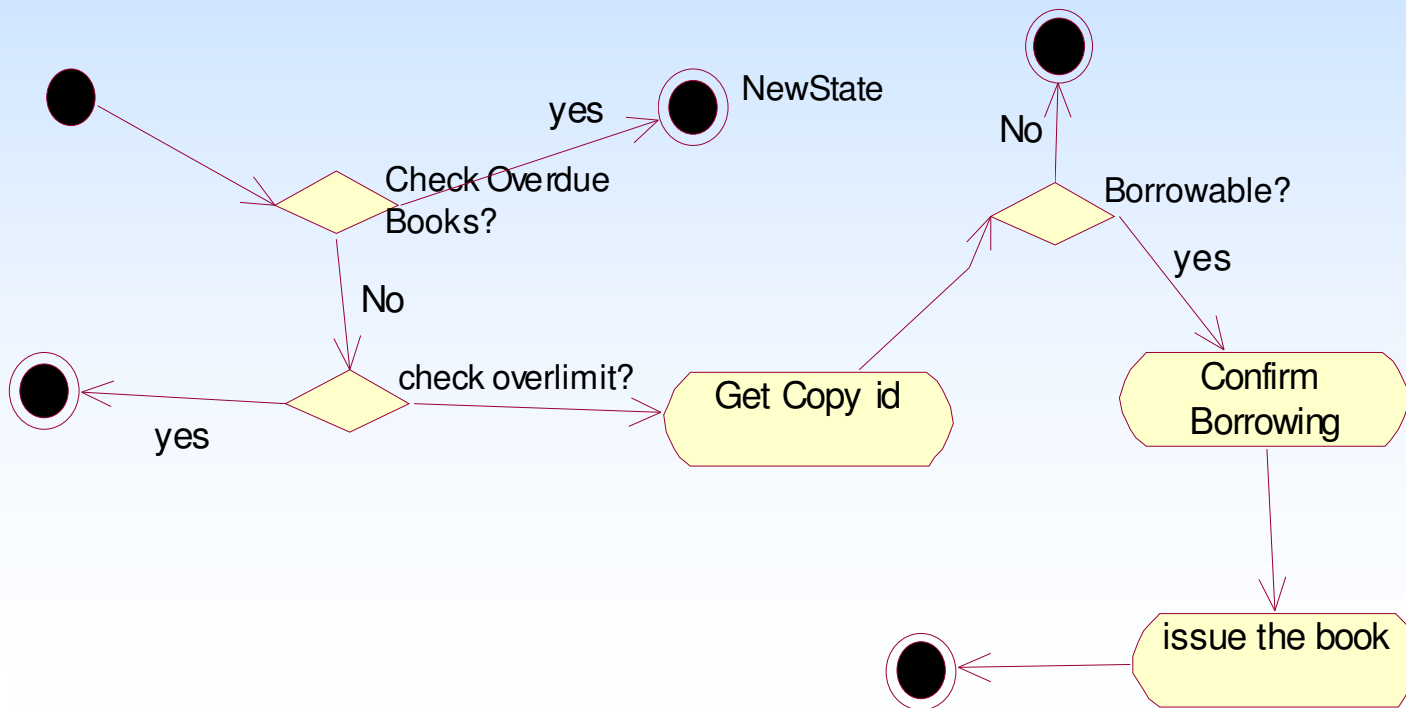 NewState
yes
Check Overdue
Books?
No
Borrowable?
yes
No
check overlimit?
yes
Get Copy id
Confirm
Borrowing
issue the book